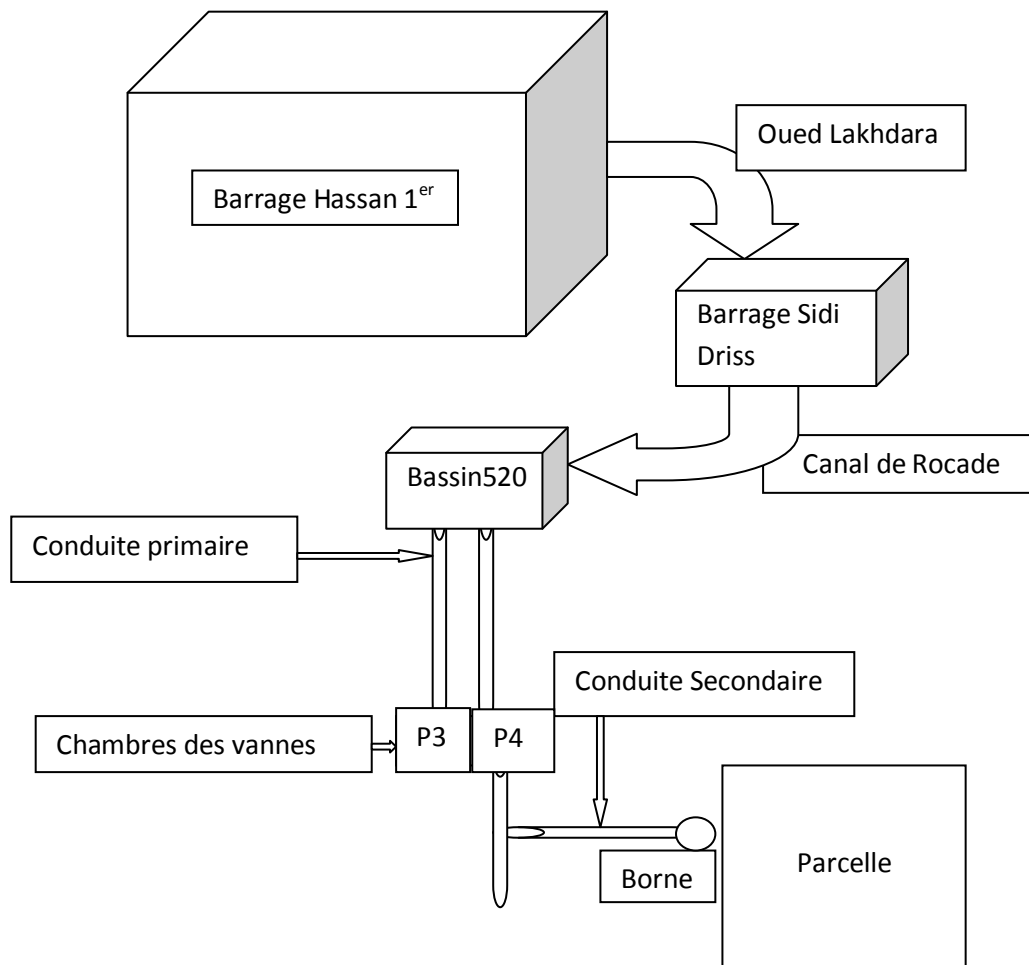 Oued Lakhdara
Barrage Hassan 1er
Barrage Sidi
Driss
Canal de Rocade
Bassin520
Conduite primaire
Conduite Secondaire
Chambres des vannes
P3
P4
Borne
Parcelle